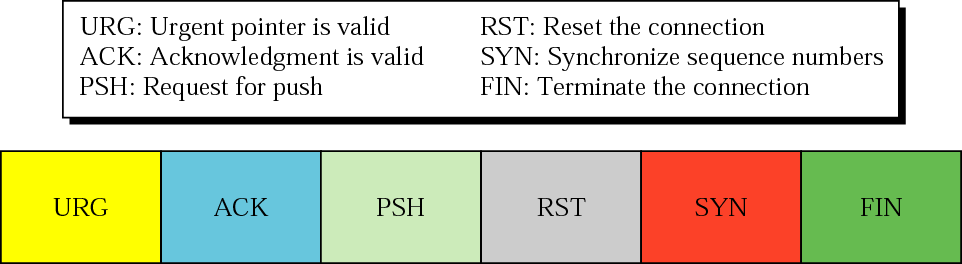 URG: Urgent pointer is valid
ACK: Acknowledgment is valid
PSH: Request for push
RST: Reset the connection
SYN: Synchronize sequence numbers
FIN: Terminate the connection
URG ACK PSH RST SYN FIN